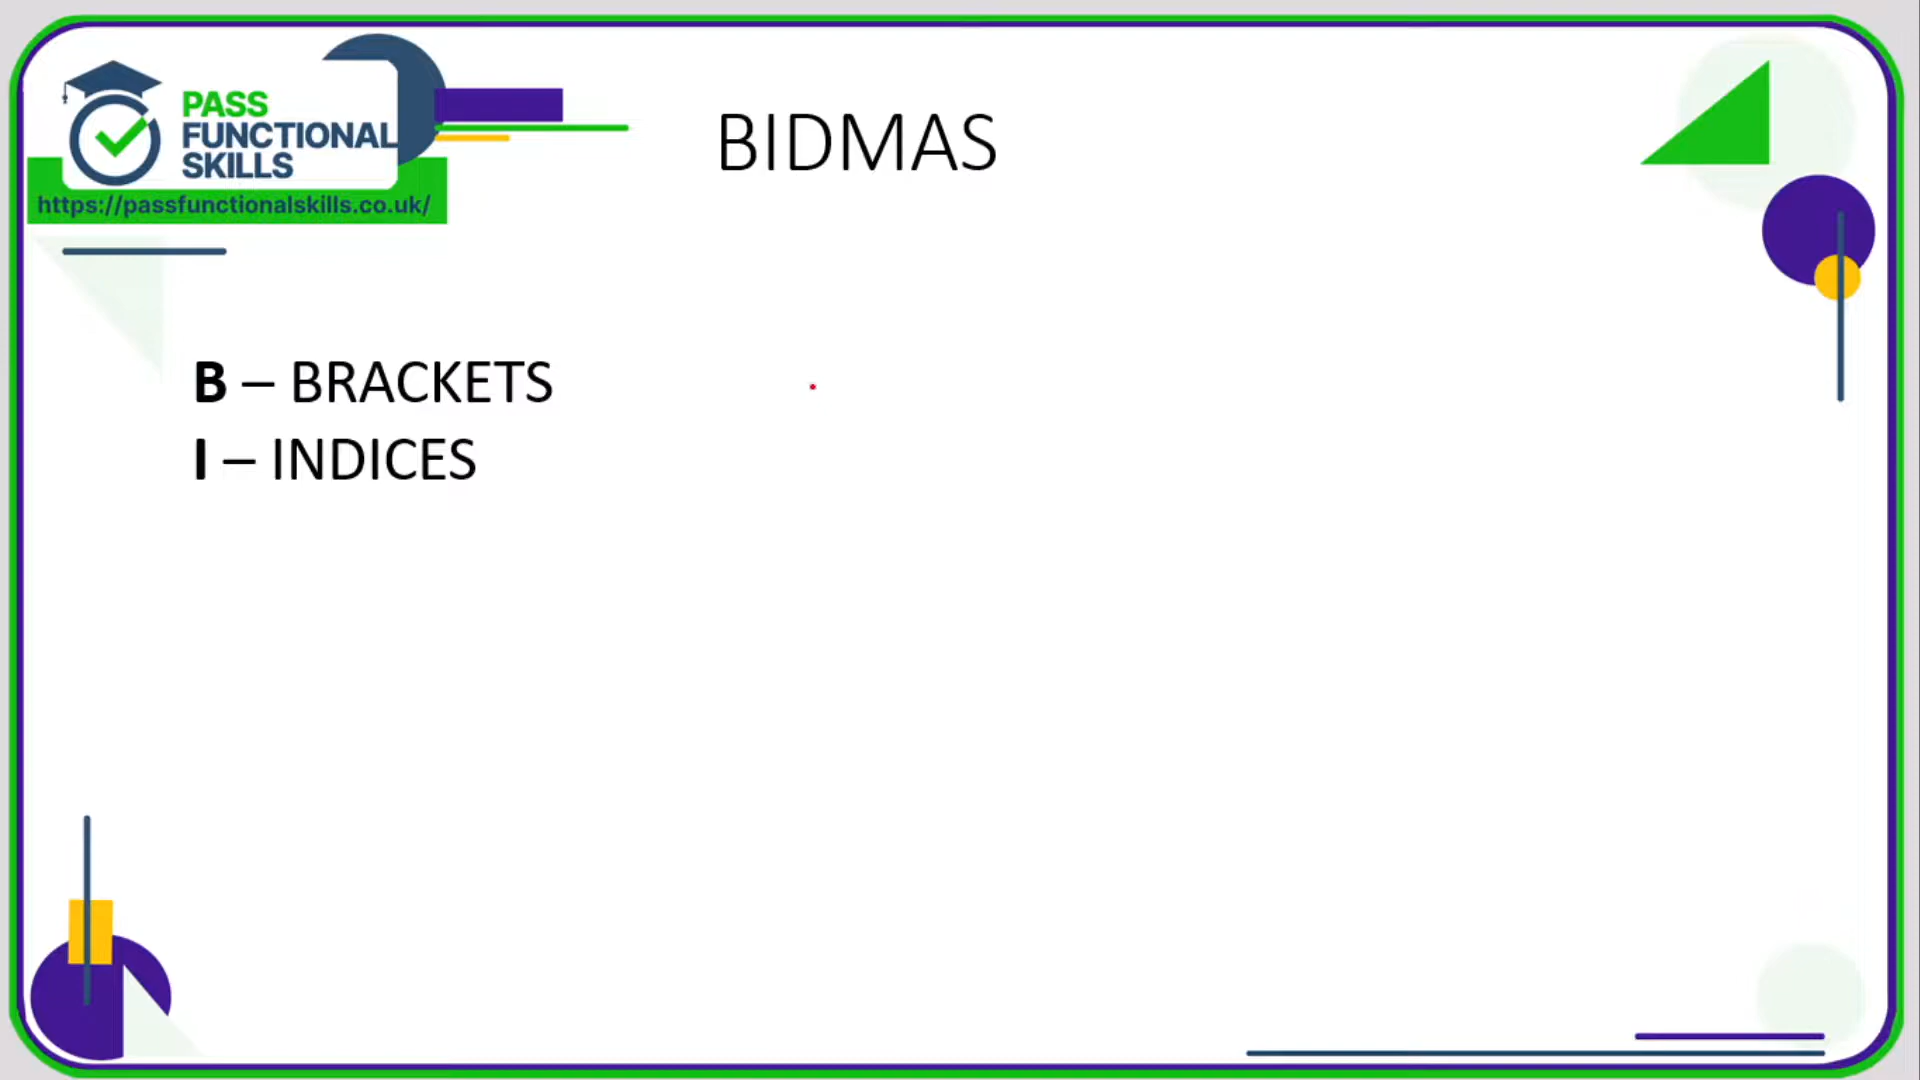 PASS
FUNCTIONAL
SKILLS
https://passfunctionalskills.co.uk/
BIDMAS
B – BRACKETS
I – INDICES